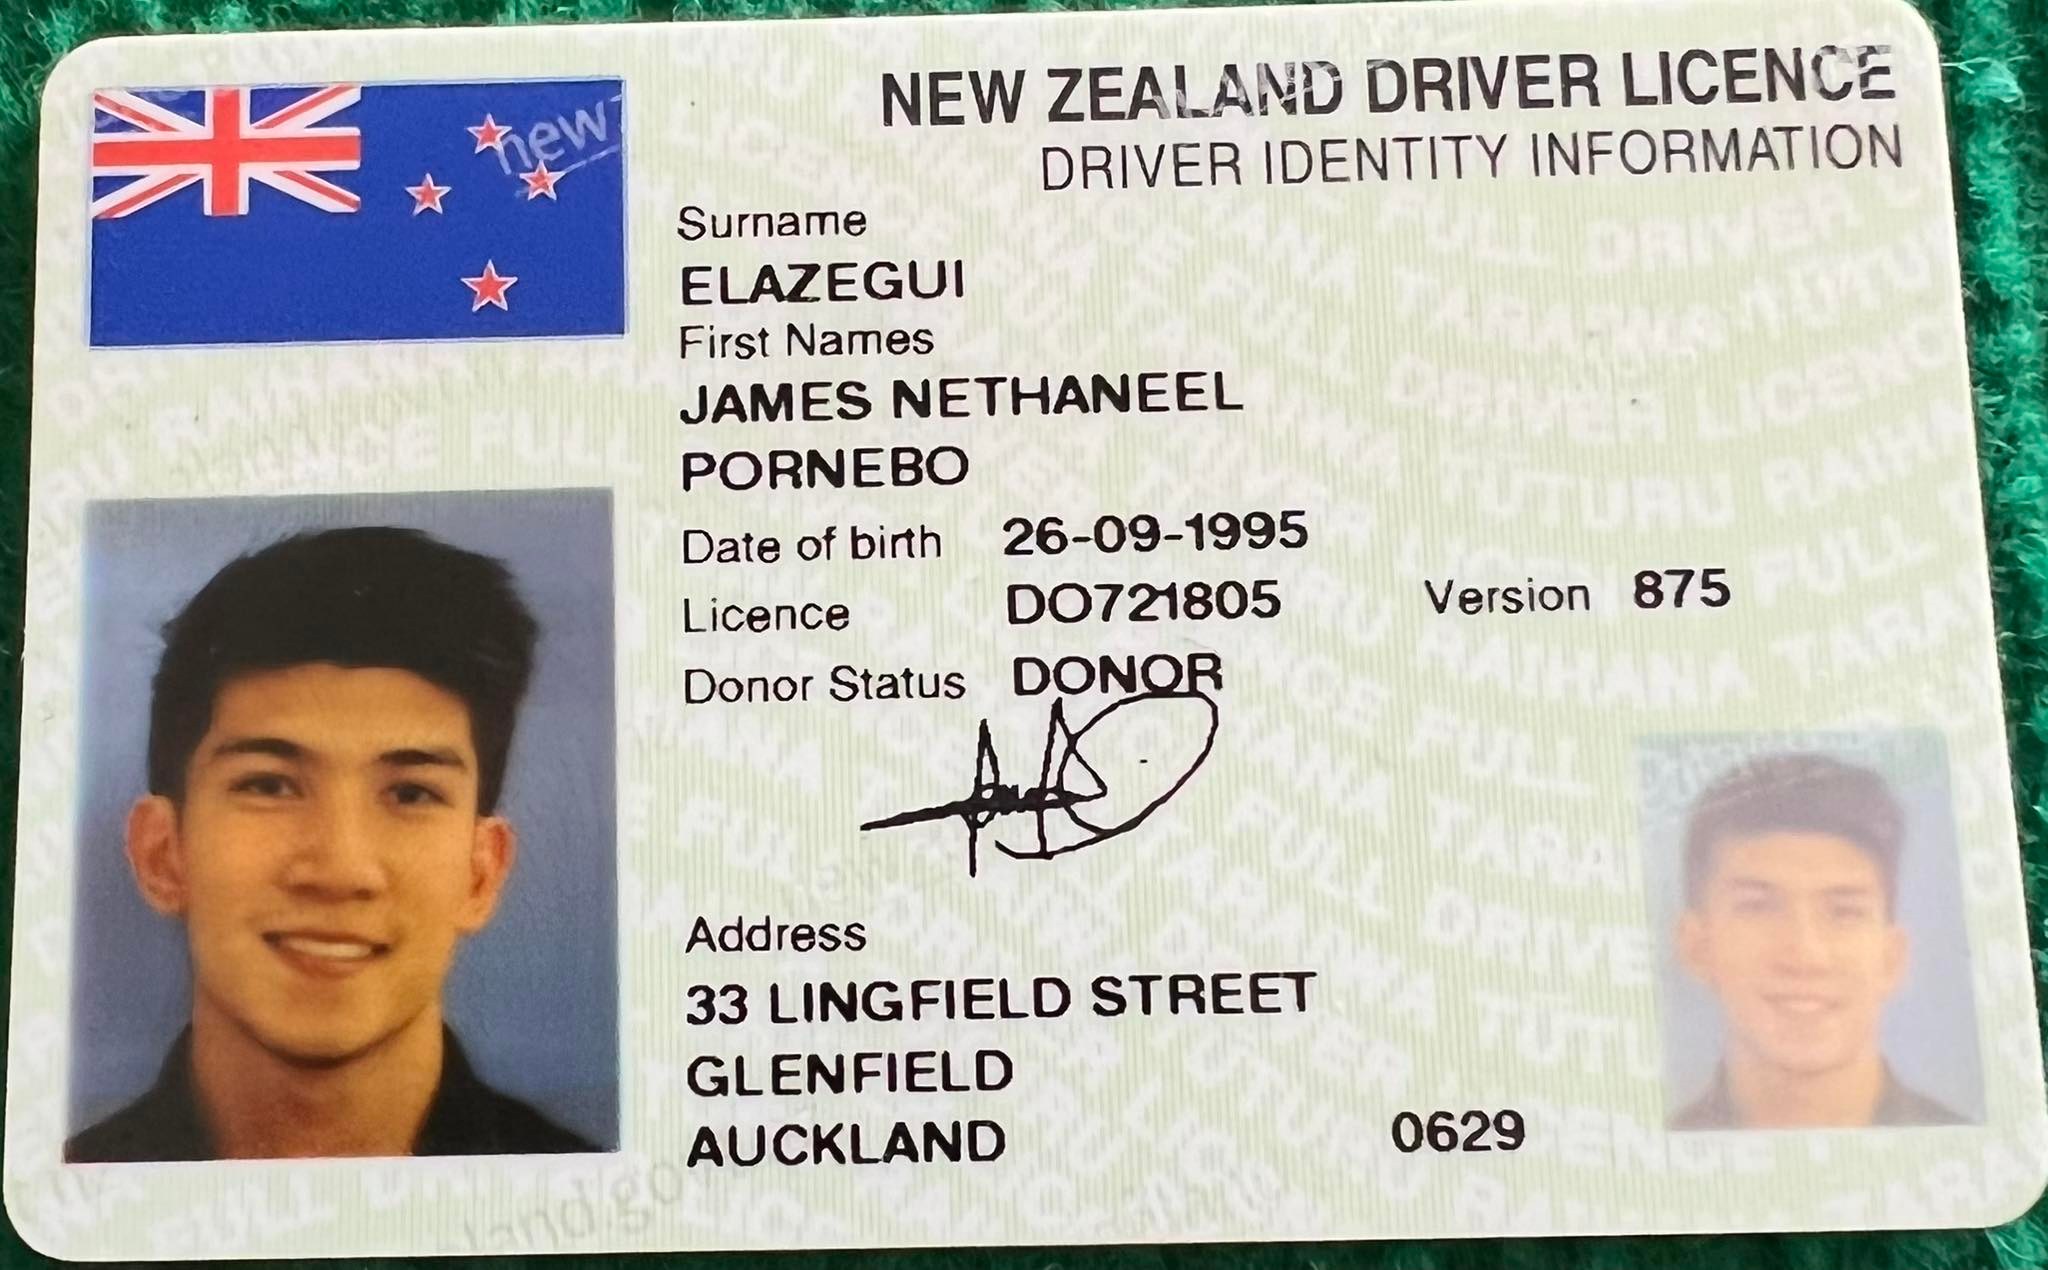 NEW ZEALAND DRIVER LICENCE
DRIVER IDENTITY INFORMATION
Surname
ELAZEGUI
First Names
JAMES NETHANEEL
PORNEBO
Date of birth 26-09-1995
Licence DO721805 Version 875
Donor Status DONOR
Address
33 LINGFIELD STREET
GLENFIELD
AUCKLAND 0629